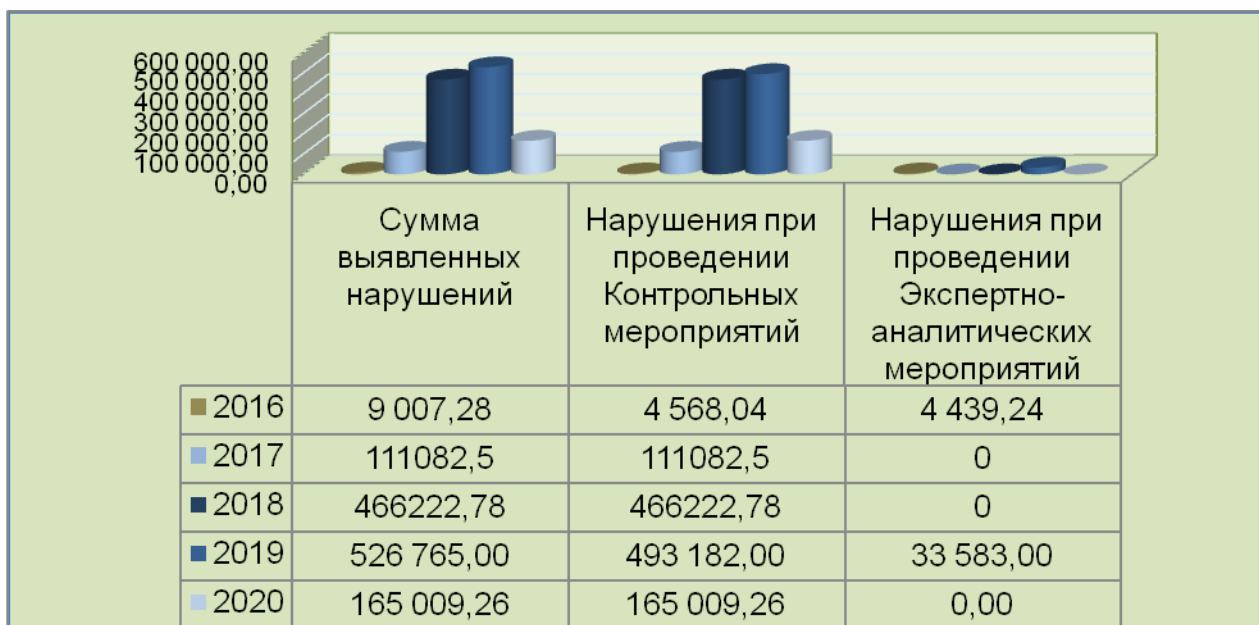 600 000,00
500 000,00
400 000,00
300 000,00
200 000,00
100 000,00
0,00
Сумма
выявленных
нарушений
Нарушения при
проведении
Контрольных
мероприятий
Нарушения при
проведении
Экспертно-
аналитических
мероприятий
2016 9 007,28 4 568,04 4 439,24
2017 111082,5 111082,5 0
2018 466222,78 466222,78 0
2019 526 765,00 493 182,00 33 583,00
2020 165 009,26 165 009,26 0,00